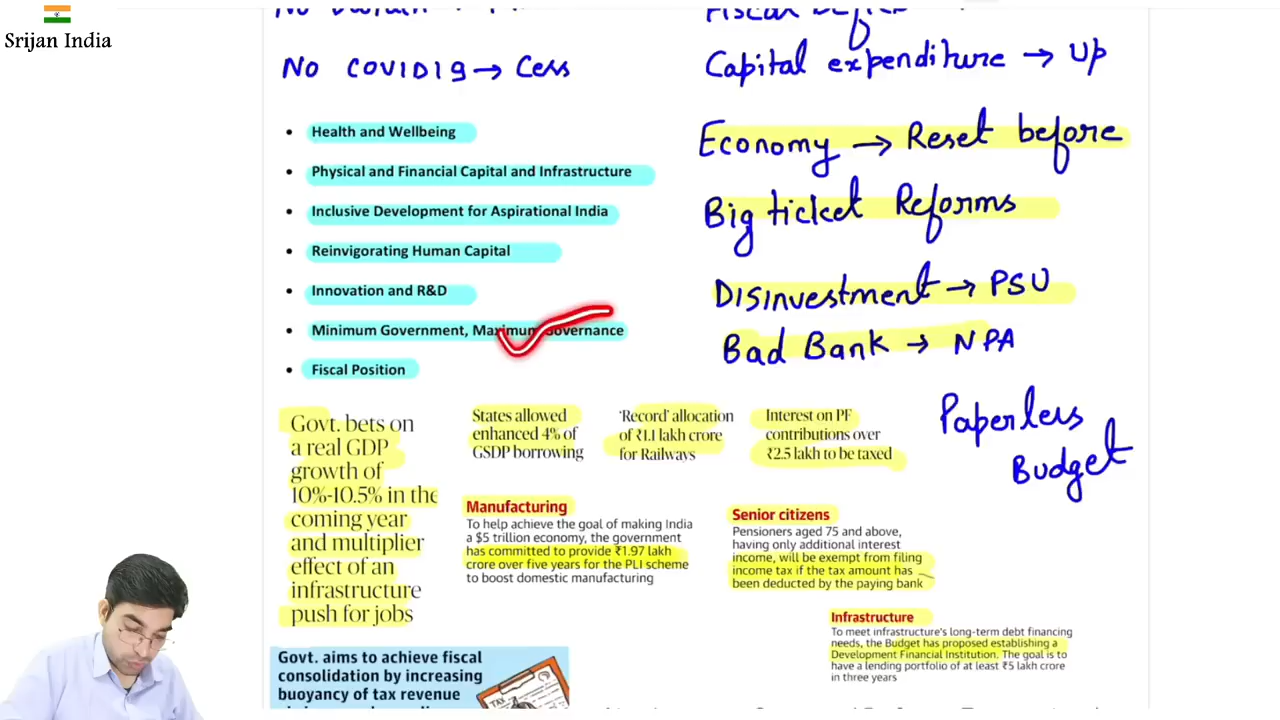 Srijan India
No COVID19 → Cess
• Health and Wellbeing
• Physical and Financial Capital and Infrastructure
• Inclusive Development for Aspirational India
• Reinvigorating Human Capital
• Innovation and R&D
• Minimum Government, Maximum Governance
• Fiscal Position
Fiscal
Capital expenditure → Up
Economy → Reset before
Big ticket Reforms
Disinvestment → PSU
Bad Bank → NPA
Paperless
Budget
Govt. bets on
a real GDP
growth of
10%-10.5% in the
coming year
and multiplier
effect of an
infrastructure
push for jobs
States allowed
enhanced 4% of
GSDP borrowing
‘Record’ allocation
of ₹1.1 lakh crore
for Railways
Interest on PF
contributions over
₹2.5 lakh to be taxed
Manufacturing
To help achieve the goal of making India
a $5 trillion economy, the government
has committed to provide ₹1.97 lakh
crore over five years for the PLI scheme
to boost domestic manufacturing
Senior citizens
Pensioners aged 75 and above,
having only additional interest
income, will be exempt from filing
income tax if the tax amount has
been deducted by the paying bank
Infrastructure
To meet infrastructure's long-term debt financing
needs, the Budget has proposed establishing a
Development Financial Institution. The goal is to
have a lending portfolio of at least ₹5 lakh crore
in three years
Govt. aims to achieve fiscal
consolidation by increasing
buoyancy of tax revenue
TAX